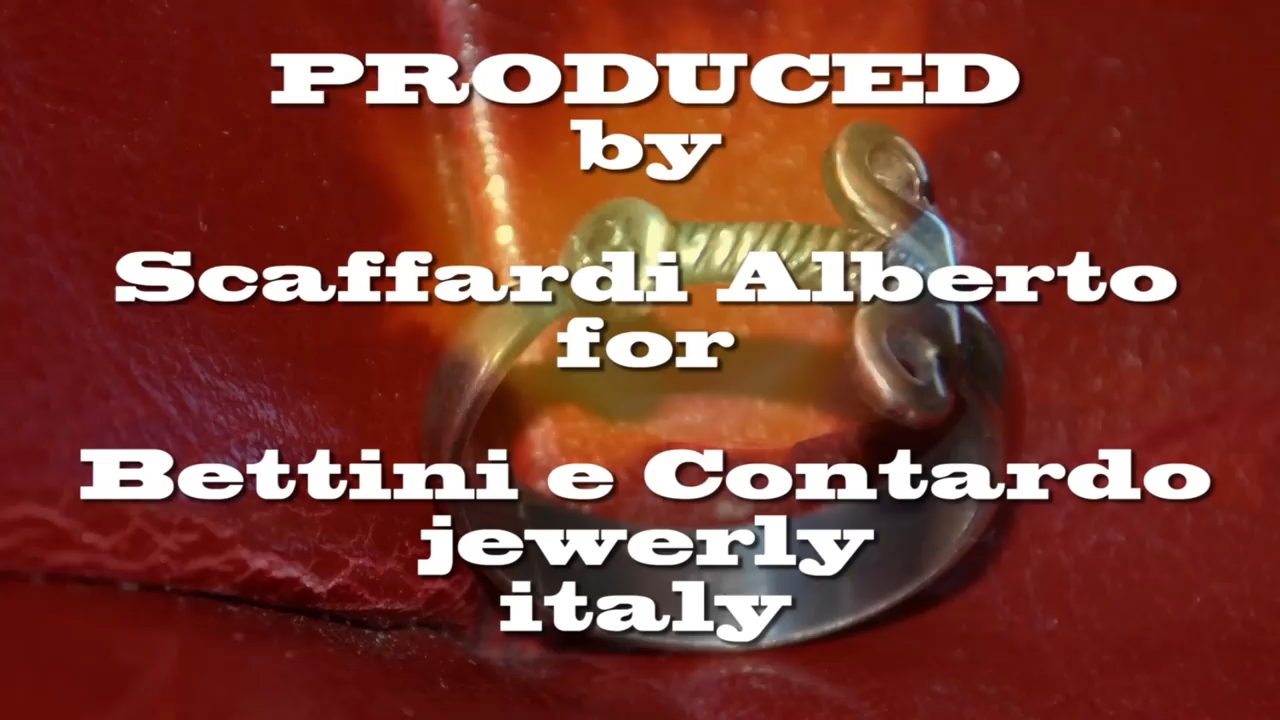 PRODUCED
by
Scaffardi Alberto
for
Bettini e Contardo
jewerly
italy